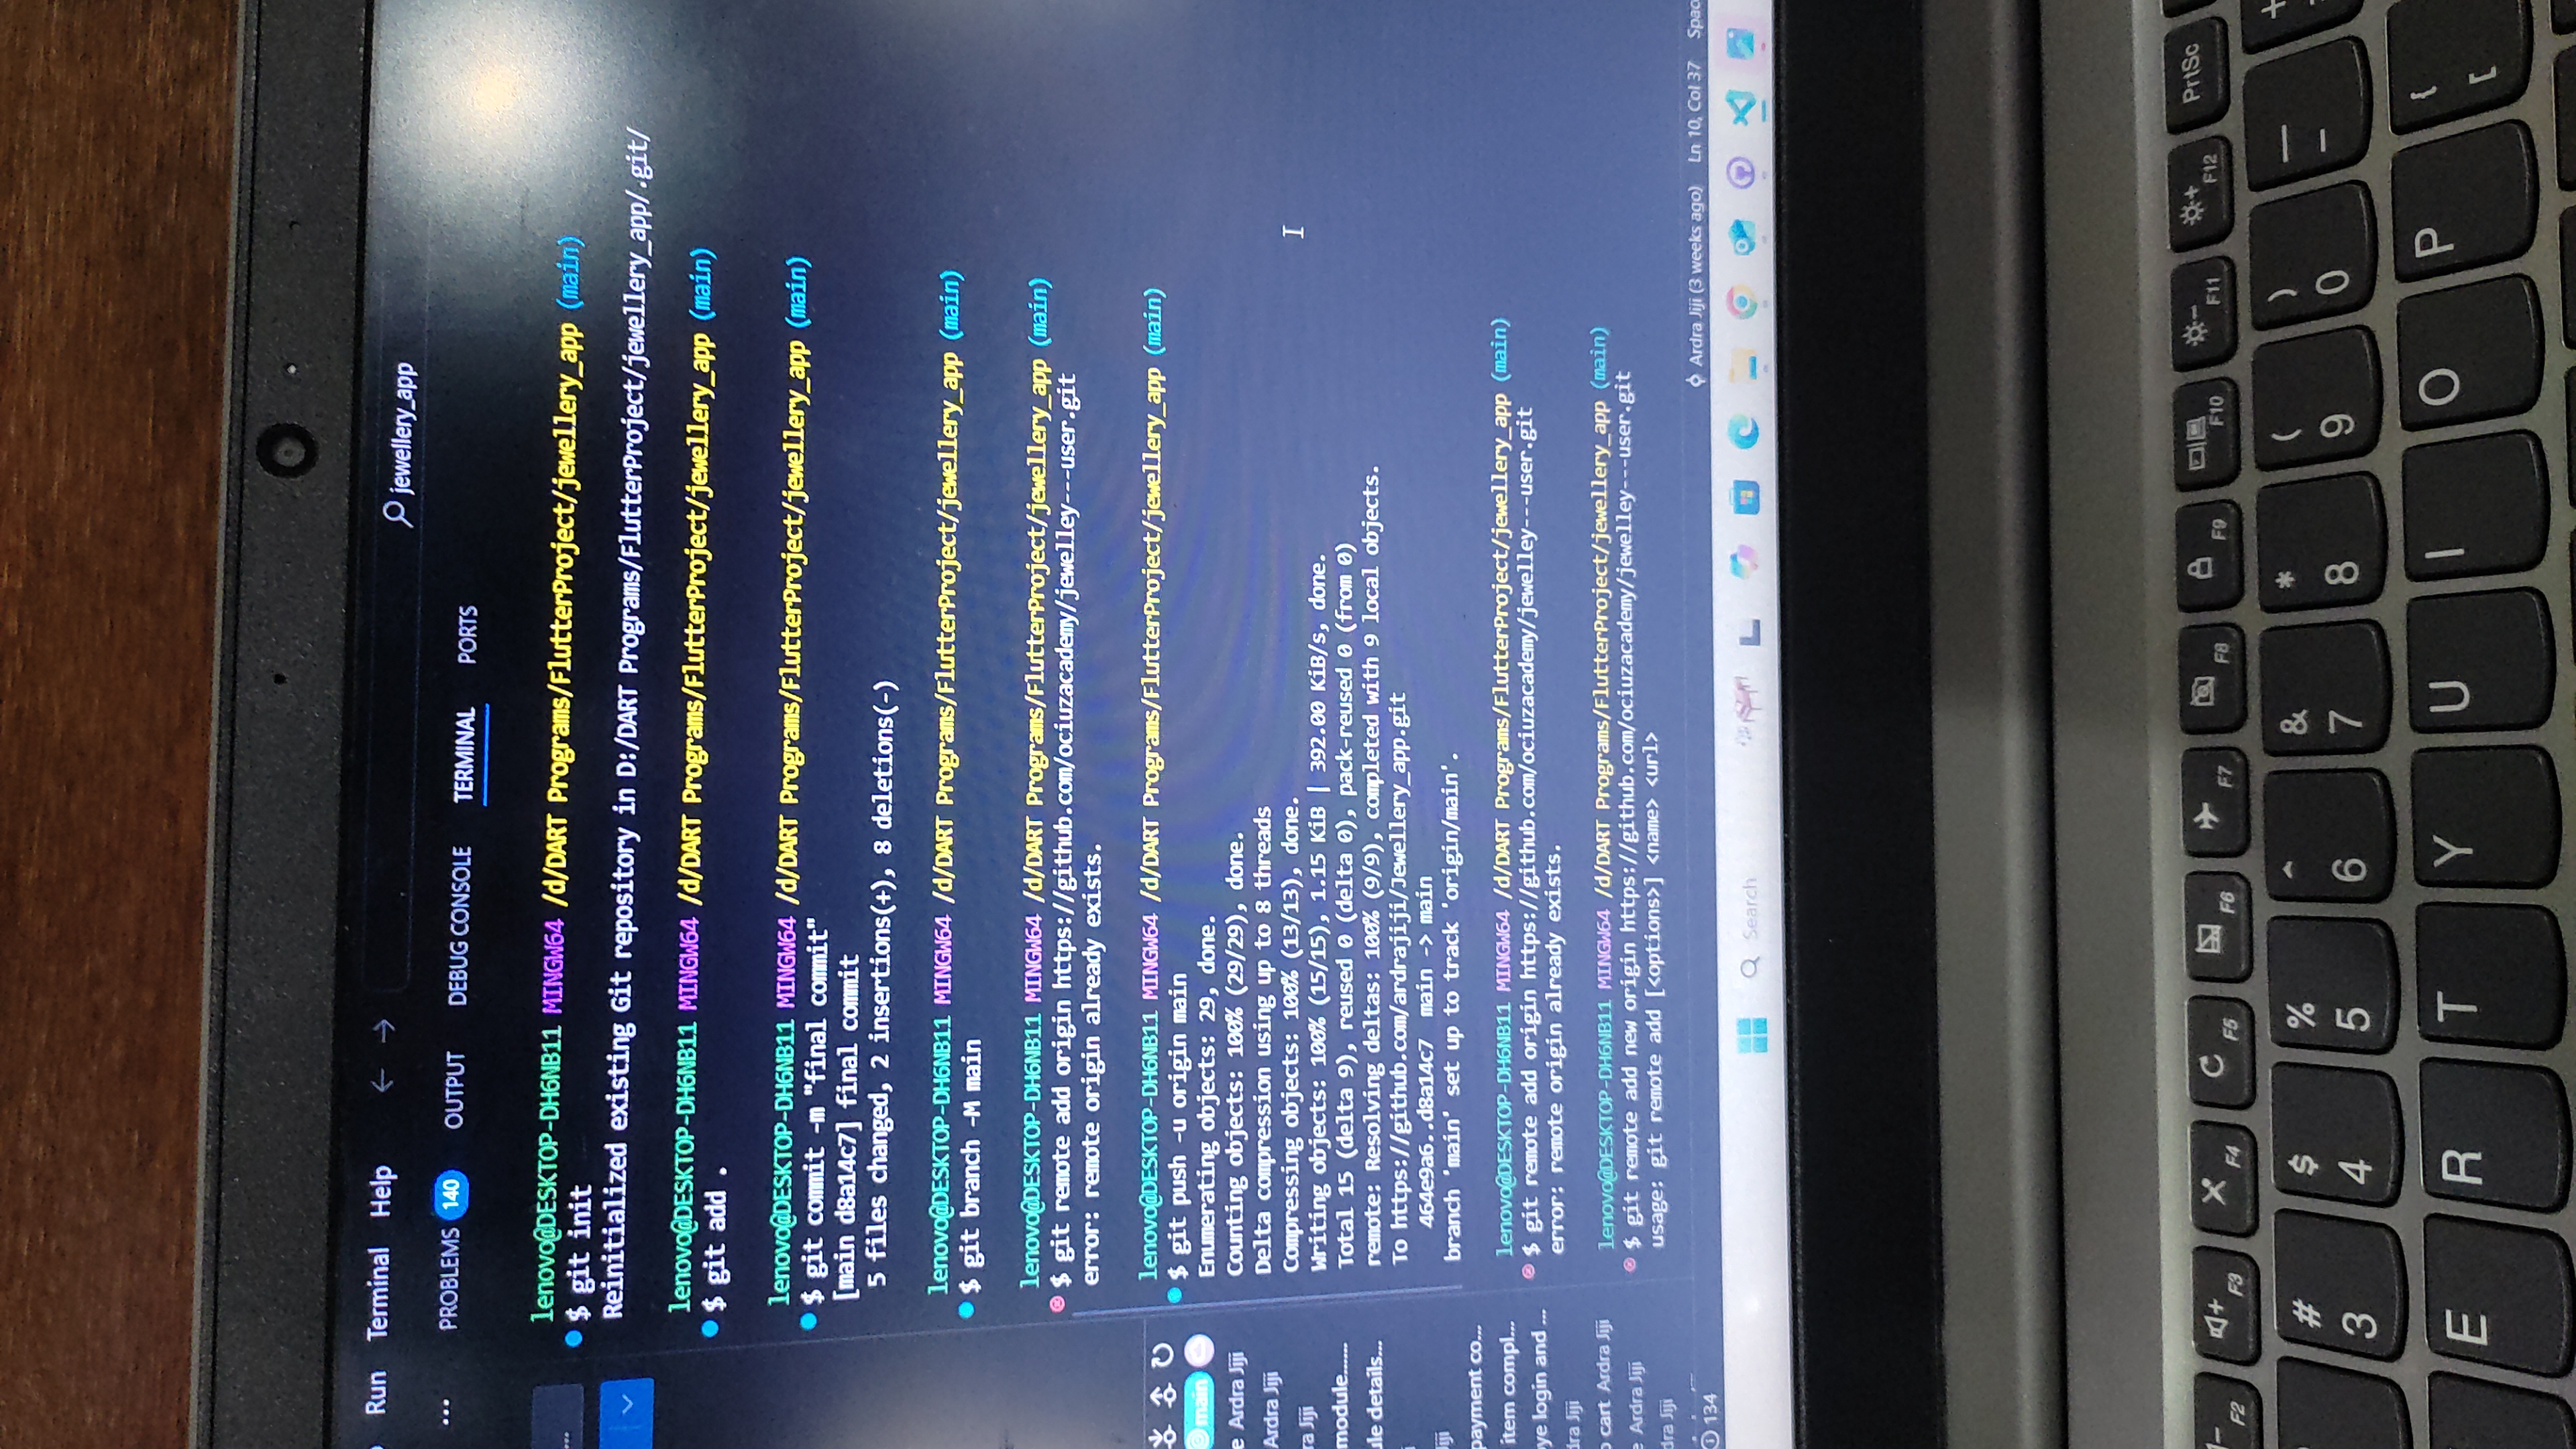 Run Terminal Help ← → jewellery_app
... PROBLEMS 140 OUTPUT DEBUG CONSOLE TERMINAL PORTS
lenovo@DESKTOP-DH6NB11 MINGW64 /d/DART Programs/FlutterProject/jewellery_app (main)
$ git init
Reinitialized existing Git repository in D:/DART Programs/FlutterProject/jewellery_app/.git/
lenovo@DESKTOP-DH6NB11 MINGW64 /d/DART Programs/FlutterProject/jewellery_app (main)
$ git add .
lenovo@DESKTOP-DH6NB11 MINGW64 /d/DART Programs/FlutterProject/jewellery_app (main)
$ git commit -m "final commit"
[main d8a14c7] final commit
5 files changed, 2 insertions(+), 8 deletions(-)
lenovo@DESKTOP-DH6NB11 MINGW64 /d/DART Programs/FlutterProject/jewellery_app (main)
$ git branch -M main
lenovo@DESKTOP-DH6NB11 MINGW64 /d/DART Programs/FlutterProject/jewellery_app (main)
$ git remote add origin https://github.com/ociuzacademy/jewelley---user.git
error: remote origin already exists.
lenovo@DESKTOP-DH6NB11 MINGW64 /d/DART Programs/FlutterProject/jewellery_app (main)
$ git push -u origin main
Enumerating objects: 29, done.
Counting objects: 100% (29/29), done.
Delta compression using up to 8 threads
Compressing objects: 100% (13/13), done.
Writing objects: 100% (15/15), 1.15 KiB | 392.00 KiB/s, done.
Total 15 (delta 9), reused 0 (delta 0), pack-reused 0 (from 0)
remote: Resolving deltas: 100% (9/9), completed with 9 local objects.
To https://github.com/ardrajiji/Jewellery_app.git
464e9a6..d8a14c7 main -> main
branch 'main' set up to track 'origin/main'.
lenovo@DESKTOP-DH6NB11 MINGW64 /d/DART Programs/FlutterProject/jewellery_app (main)
$ git remote add origin https://github.com/ociuzacademy/jewelley---user.git
error: remote origin already exists.
lenovo@DESKTOP-DH6NB11 MINGW64 /d/DART Programs/FlutterProject/jewellery_app (main)
$ git remote add new origin https://github.com/ociuzacademy/jewelley---user.git
usage: git remote add [<options>] <name> <url>
main
e Ardra Jiji
Ardra Jiji
ra Jiji
module......
ule details...
Jiji
payment co...
item compl...
ye login and ...
dra Jiji
o cart Ardra Jiji
e Ardra Jiji
dra Jiji
134
Ardra Jiji (3 weeks ago) Ln 10, Col 37 Spac
Search
F2 F3 F4 F5 F6 F7 F8 F9 F10 F11 F12 PrtSc
# $ % ^ & * ( ) — +
3 4 5 6 7 8 9 0 -
E R T Y U I O P { [